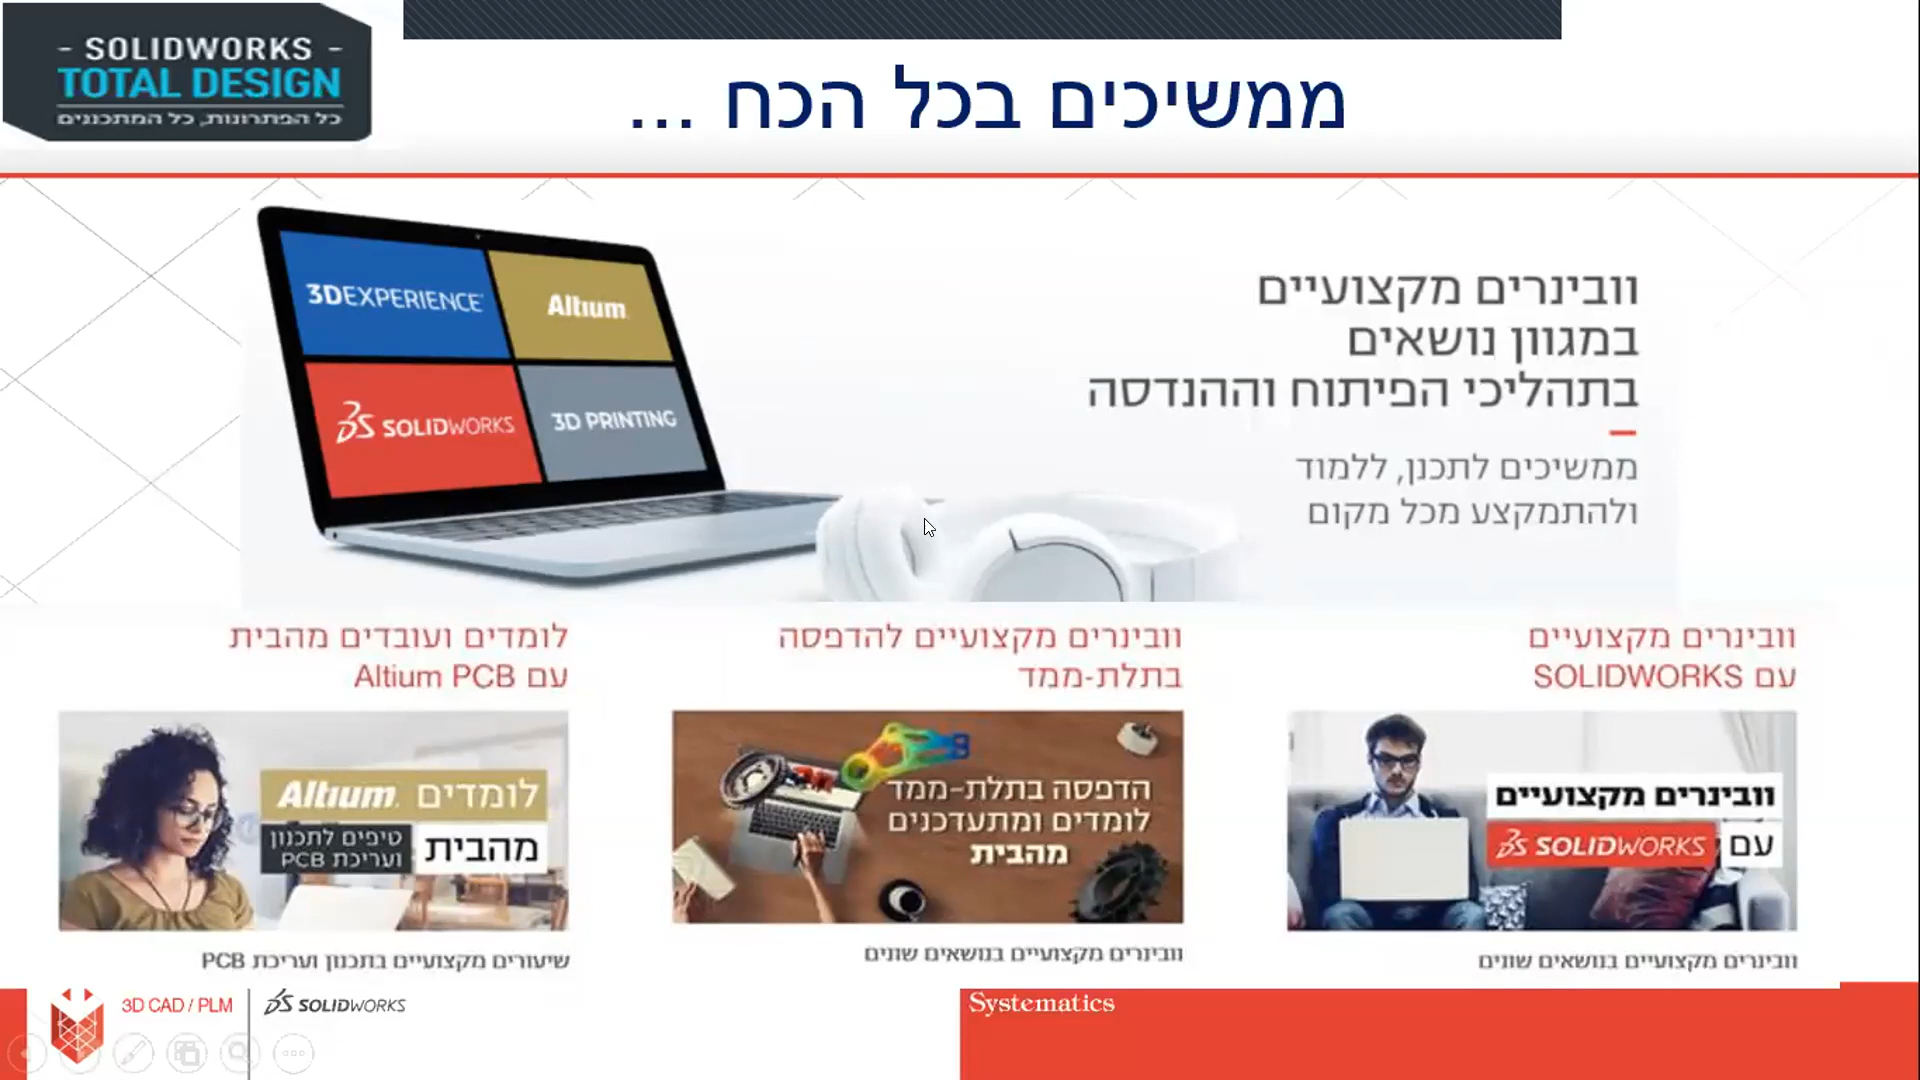 - SOLIDWORKS -
TOTAL DESIGN
כל הפתרונות, כל המתכננים
ממשיכים בכל הכח ...
3DEXPERIENCE
Altium
SOLIDWORKS
3D PRINTING
וובינרים מקצועיים
במגוון נושאים
בתהליכי הפיתוח וההנדסה
ממשיכים לתכנן, ללמוד
ולהתמקצע מכל מקום
וובינרים מקצועיים
עם SOLIDWORKS
וובינרים מקצועיים
עם SOLIDWORKS
וובינרים מקצועיים בנושאים שונים
וובינרים מקצועיים להדפסה
בתלת-ממד
הדפסה בתלת-ממד
לומדים ומתעדכנים
מהבית
וובינרים מקצועיים בנושאים שונים
לומדים ועובדים מהבית
עם Altium PCB
לומדים Altium.
מהבית
טיפים לתכנון
ועריכת PCB
שיעורים מקצועיים בתכנון ועריכת PCB
3D CAD / PLM
SOLIDWORKS
Systematics